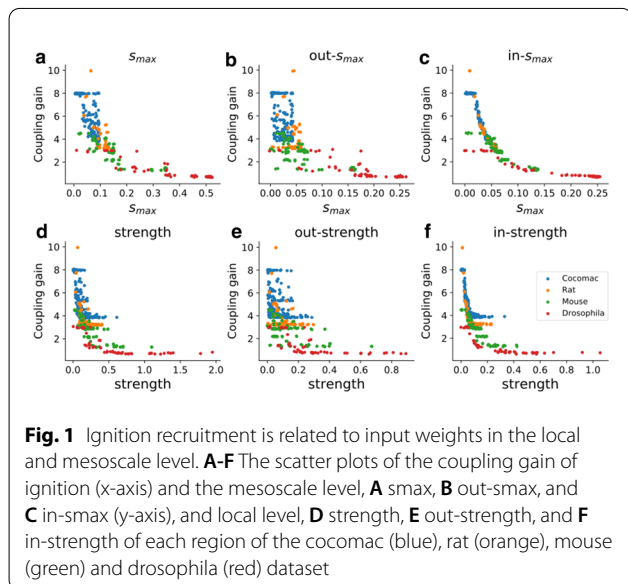 a s_max b out-s_max c in-s_max
Coupling gain
10
8
6
4
2
0.0 0.1 0.2 0.3 0.4 0.5
s_max
Coupling gain
10
8
6
4
2
0.00 0.05 0.10 0.15 0.20 0.25
s_max
Coupling gain
10
8
6
4
2
0.00 0.05 0.10 0.15 0.20 0.25
s_max
d strength e out-strength f in-strength
Coupling gain
10
8
6
4
2
0.0 0.5 1.0 1.5 2.0
strength
Coupling gain
10
8
6
4
2
0.0 0.2 0.4 0.6 0.8
strength
Coupling gain
10
8
6
4
2
0.0 0.2 0.4 0.6 0.8 1.0
strength
Cocomac
Rat
Mouse
Drosophila
Fig. 1 Ignition recruitment is related to input weights in the local
and mesoscale level. A-F The scatter plots of the coupling gain of
ignition (x-axis) and the mesoscale level, A smax, B out-smax, and
C in-smax (y-axis), and local level, D strength, E out-strength, and F
in-strength of each region of the cocomac (blue), rat (orange), mouse
(green) and drosophila (red) dataset